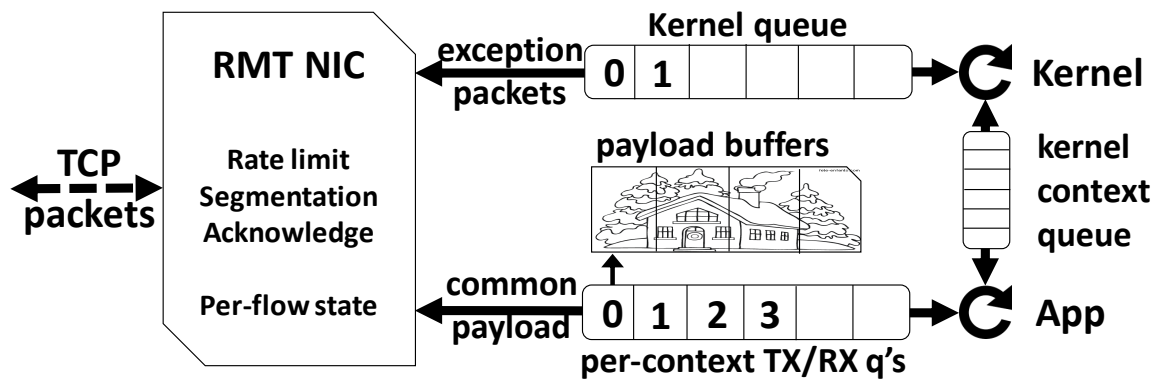 RMT NIC
Rate limit
Segmentation
Acknowledge
Per-flow state
TCP
packets
exception
packets
Kernel queue
0 1
Kernel
payload buffers
kernel
context
queue
common
payload
0 1 2 3
App
per-context TX/RX q's